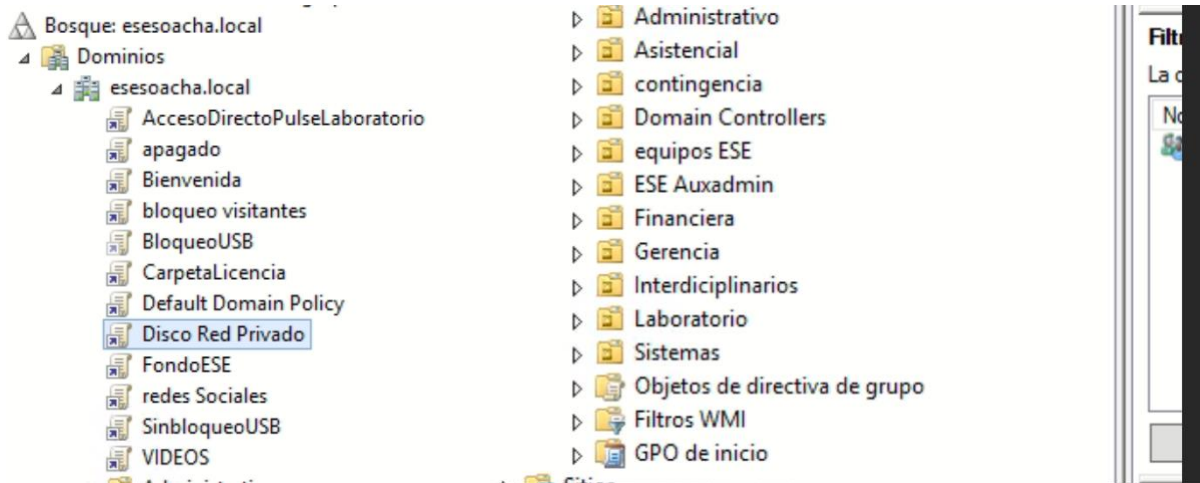 Bosque: esesoacha.local
Dominios
esesoacha.local
AccesoDirectoPulseLaboratorio
apagado
Bienvenida
bloqueo visitantes
BloqueoUSB
CarpetaLicencia
Default Domain Policy
Disco Red Privado
FondoESE
redes Sociales
SinbloqueoUSB
VIDEOS
Administrativo
Asistencial
contingencia
Domain Controllers
equipos ESE
ESE Auxadmin
Financiera
Gerencia
Interdiciplinarios
Laboratorio
Sistemas
Objetos de directiva de grupo
Filtros WMI
GPO de inicio